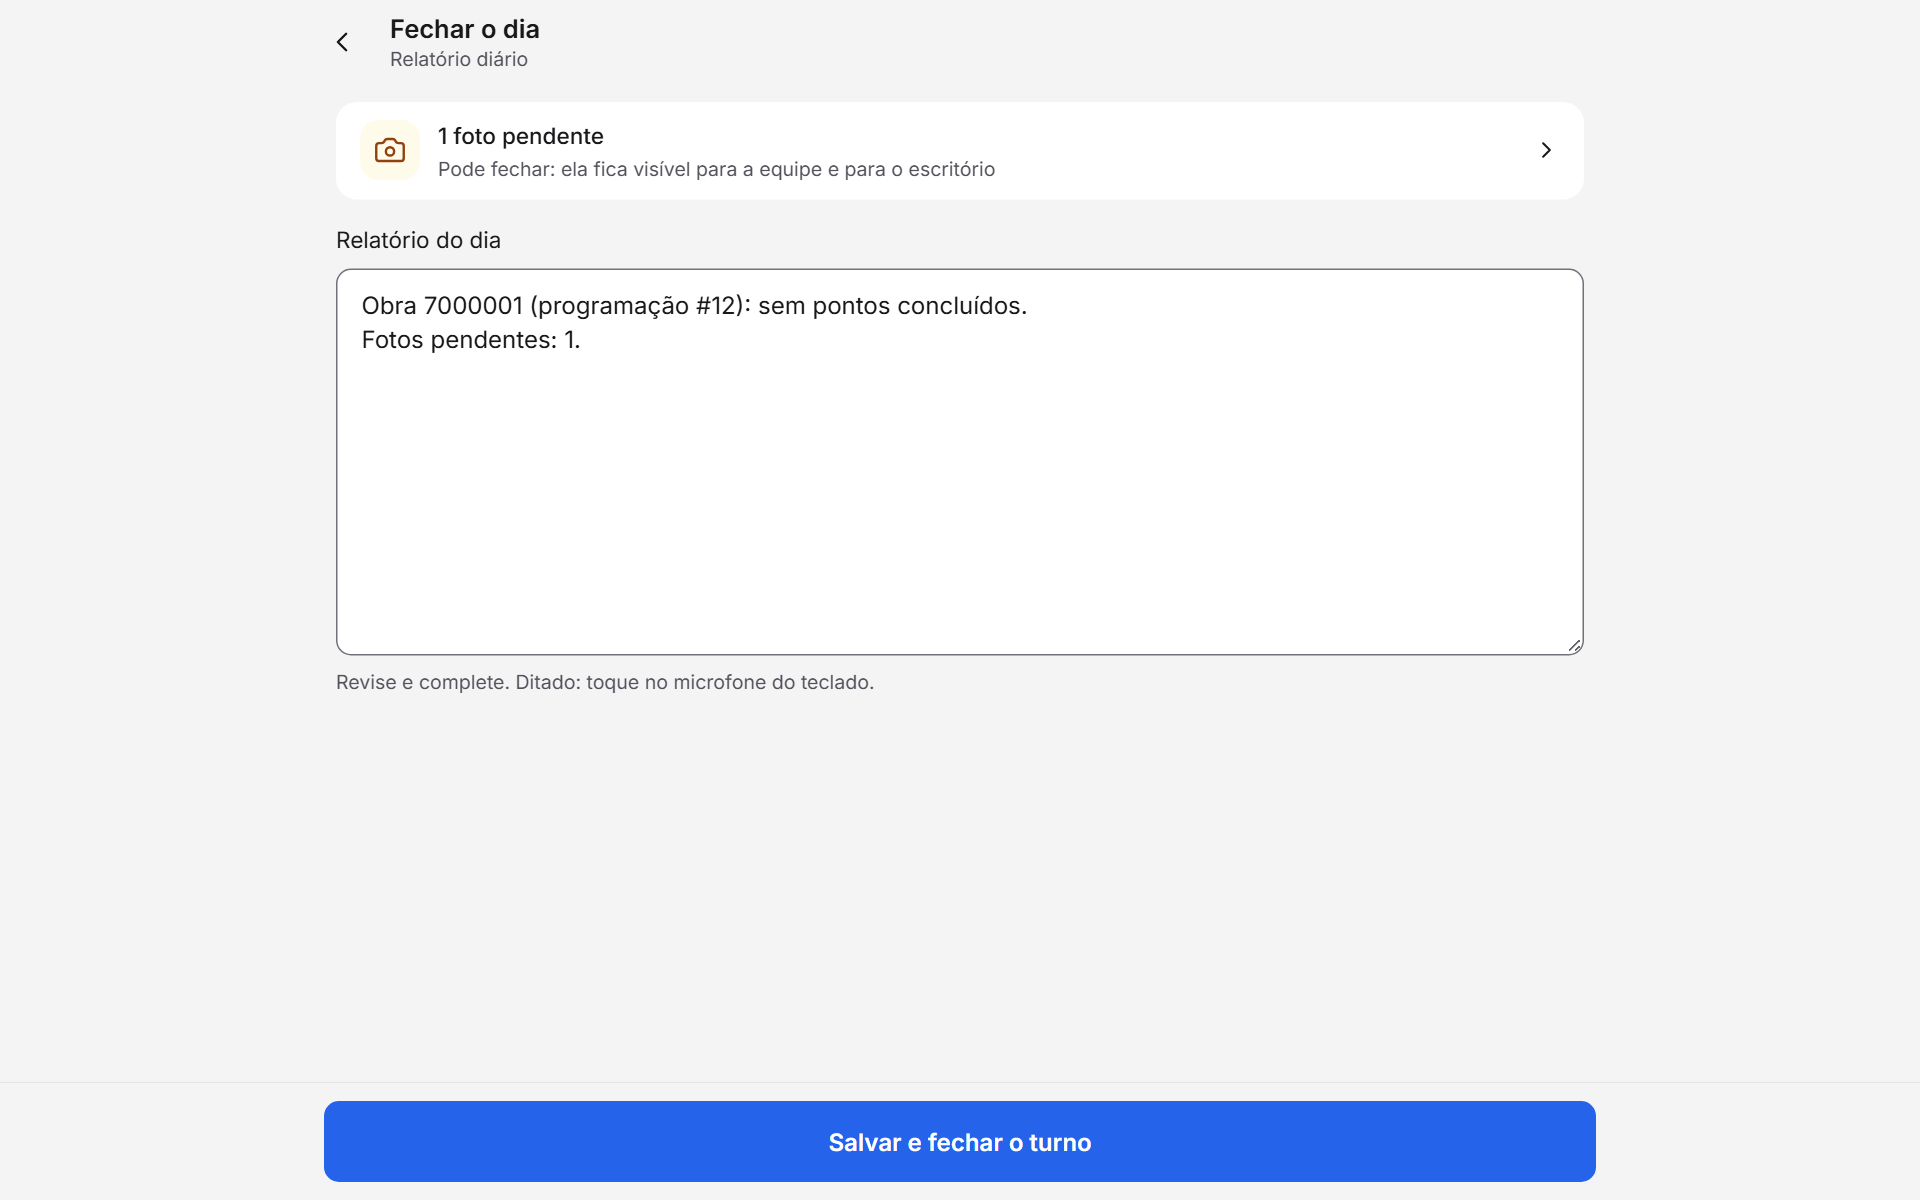 Fechar o dia
Relatório diário
1 foto pendente
Pode fechar: ela fica visível para a equipe e para o escritório
Relatório do dia
Obra 7000001 (programação #12): sem pontos concluídos.
Fotos pendentes: 1.
Revise e complete. Ditado: toque no microfone do teclado.
Salvar e fechar o turno